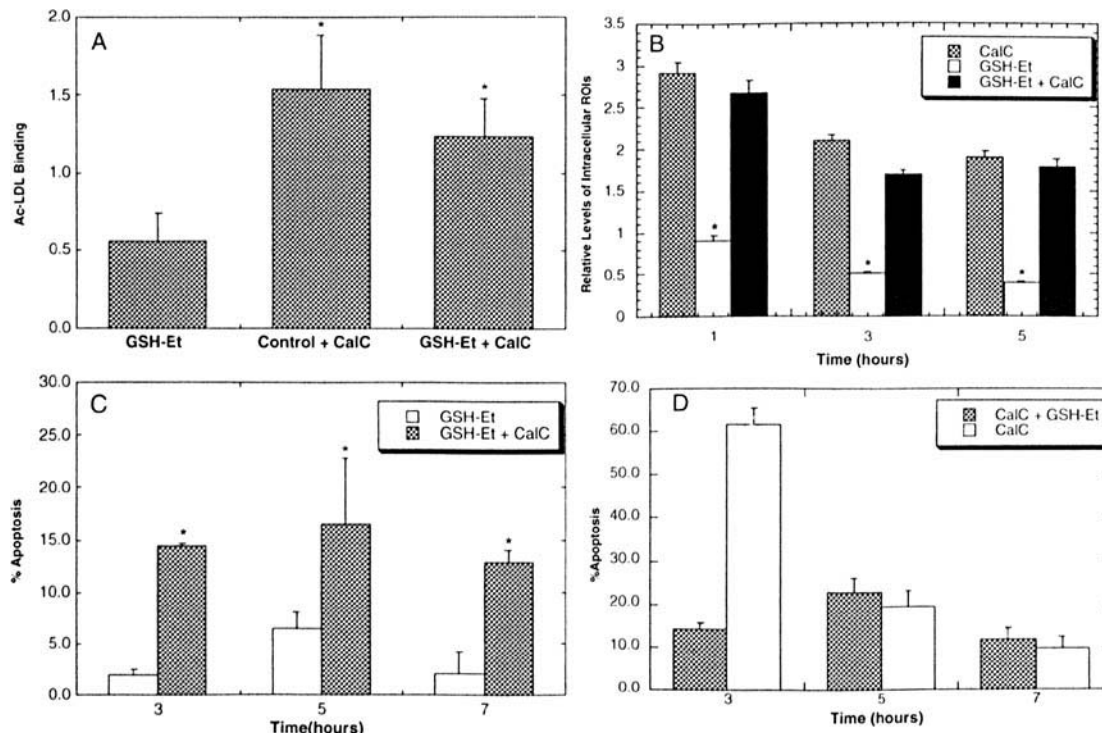 A
Ac-LDL Binding
2.0
1.5
1.0
0.5
0.0
GSH-Et
Control + CalC
GSH-Et + CalC
*
*
B
Relative Levels of Intracellular ROIs
3.5
3
2.5
2
1.5
1
0.5
0
CalC
GSH-Et
GSH-Et + CalC
*
*
*
1
3
5
Time (hours)
C
% Apoptosis
30.0
25.0
20.0
15.0
10.0
5.0
0.0
GSH-Et
GSH-Et + CalC
*
*
*
3
5
7
Time(hours)
D
%Apoptosis
70.0
60.0
50.0
40.0
30.0
20.0
10.0
0.0
CalC + GSH-Et
CalC
3
5
7
Time (hours)